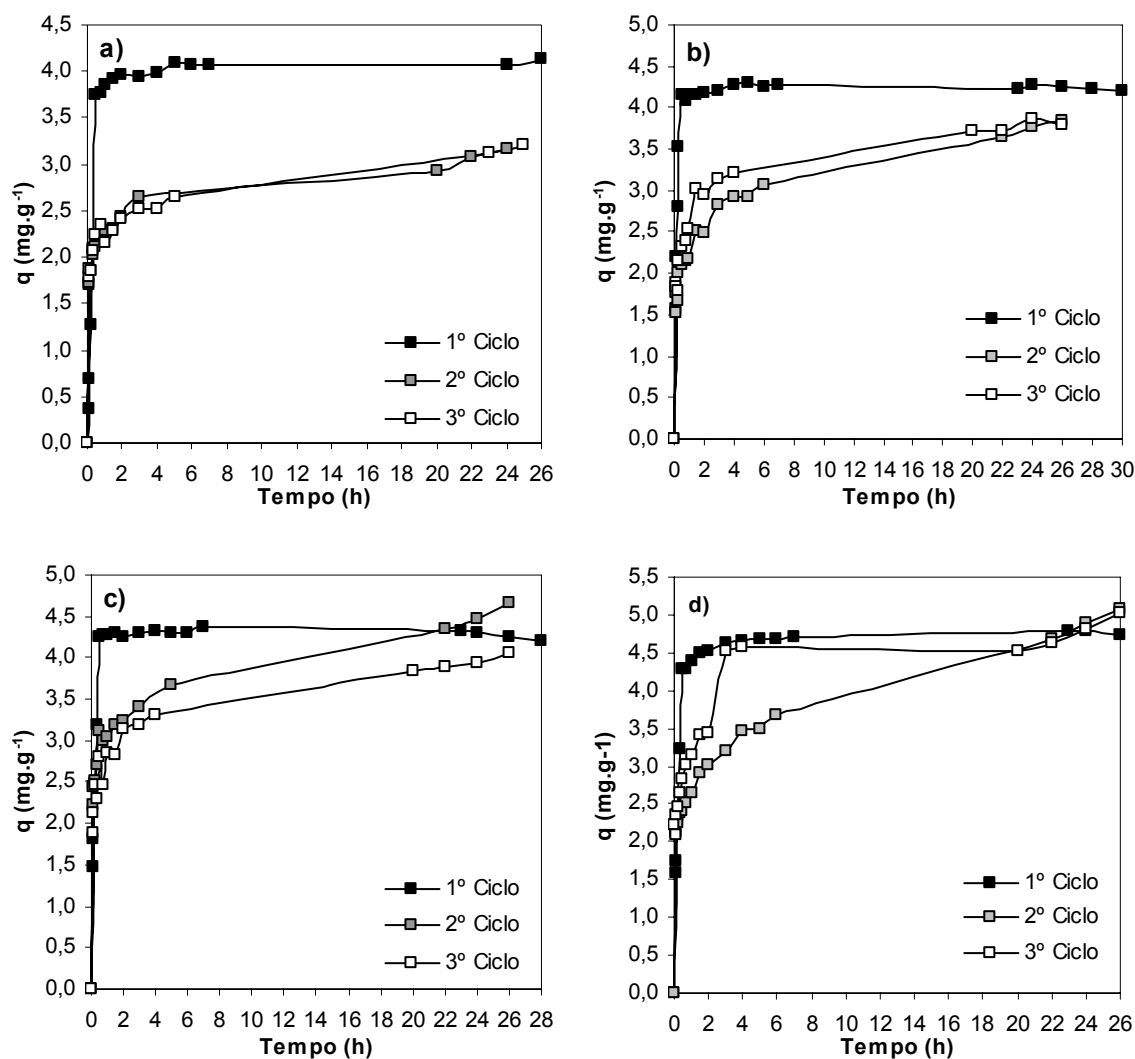 a)
q (mg.g-1)
4,5
4,0
3,5
3,0
2,5
2,0
1,5
1,0
0,5
0,0
1º Ciclo
2º Ciclo
3º Ciclo
0 2 4 6 8 10 12 14 16 18 20 22 24 26
Tempo (h)
b)
q (mg.g-1)
5,0
4,5
4,0
3,5
3,0
2,5
2,0
1,5
1,0
0,5
0,0
1º Ciclo
2º Ciclo
3º Ciclo
0 2 4 6 8 10 12 14 16 18 20 22 24 26 28 30
Tempo (h)
c)
q (mg.g-1)
5,0
4,5
4,0
3,5
3,0
2,5
2,0
1,5
1,0
0,5
0,0
1º Ciclo
2º Ciclo
3º Ciclo
0 2 4 6 8 10 12 14 16 18 20 22 24 26 28
Tempo (h)
d)
q (mg.g-1)
5,5
5,0
4,5
4,0
3,5
3,0
2,5
2,0
1,5
1,0
0,5
0,0
1º Ciclo
2º Ciclo
3º Ciclo
0 2 4 6 8 10 12 14 16 18 20 22 24 26
Tempo (h)